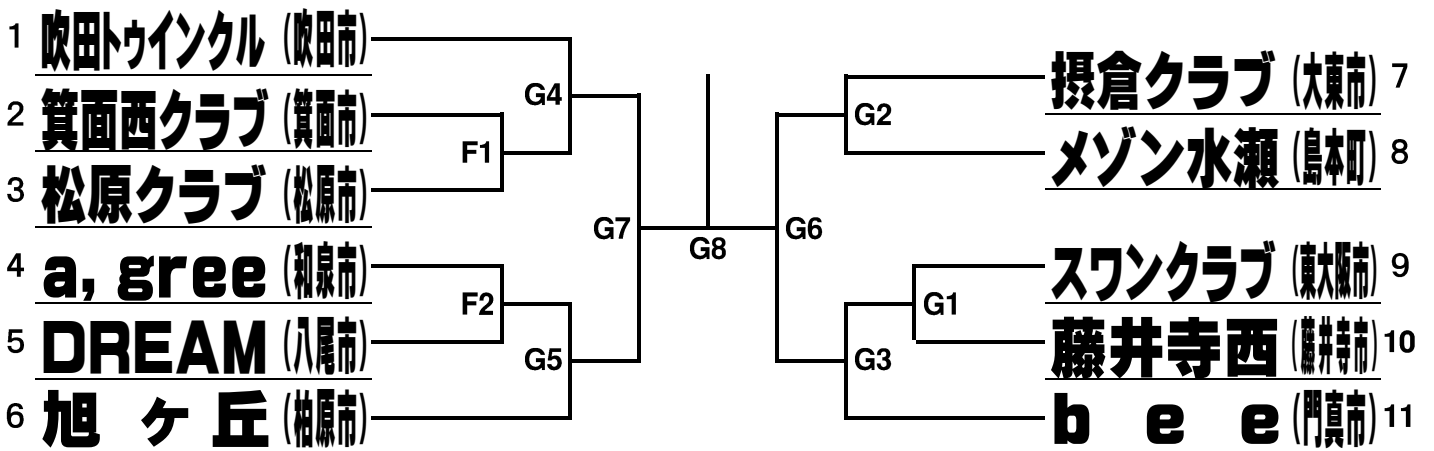 1 吹田トゥインクル (吹田市)
2 箕面西クラブ (箕面市)
3 松原クラブ (松原市)
4 a, gree (和泉市)
5 DREAM (八尾市)
6 旭ヶ丘 (柏原市)
G4
F1
G7
F2
G5
G8
G2
G6
G1
G3
摂倉クラブ (大東市) 7
メゾン水瀬 (島本町) 8
スワンクラブ (東大阪市) 9
藤井寺西 (藤井寺市) 10
b e e (門真市) 11